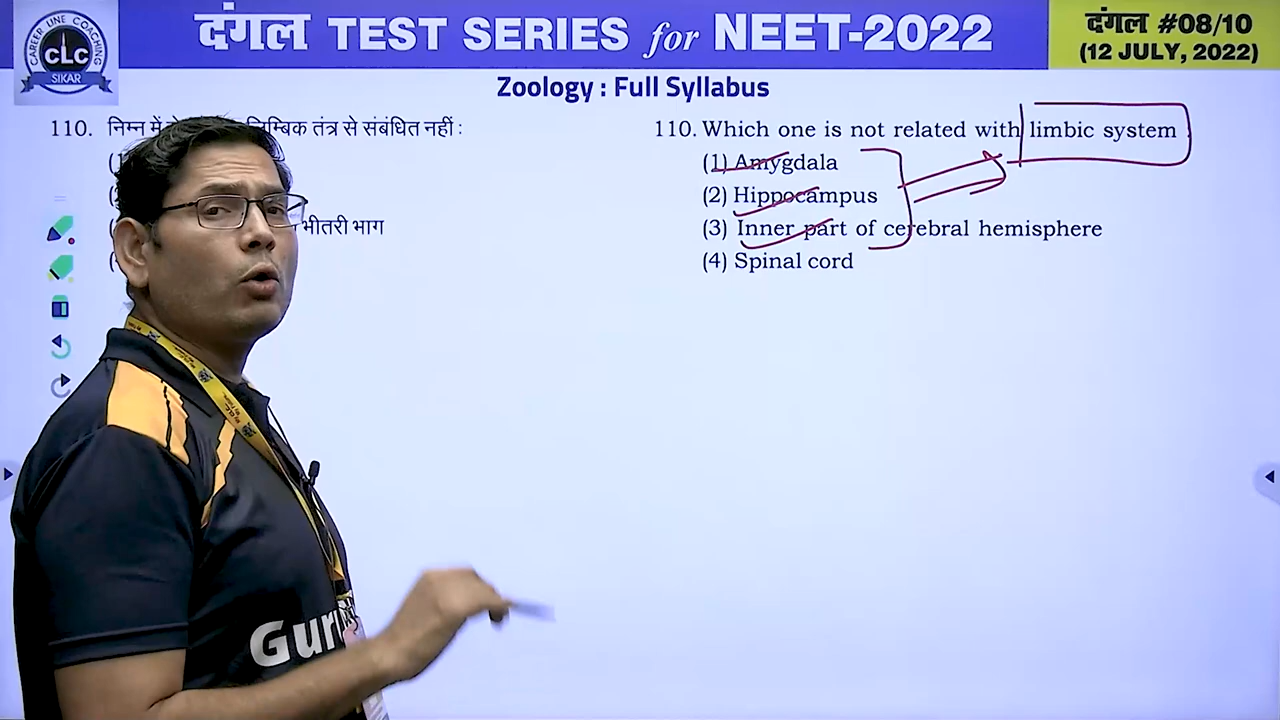 दंगल TEST SERIES for NEET-2022
दंगल #08/10
(12 JULY, 2022)
CAREER LINE COACHING
CLC
SIKAR
Zoology : Full Syllabus
110. निम्न में तंत्र से संबंधित नहीं :
भीतरी भाग
110. Which one is not related with limbic system
(1) Amygdala
(2) Hippocampus
(3) Inner part of cerebral hemisphere
(4) Spinal cord